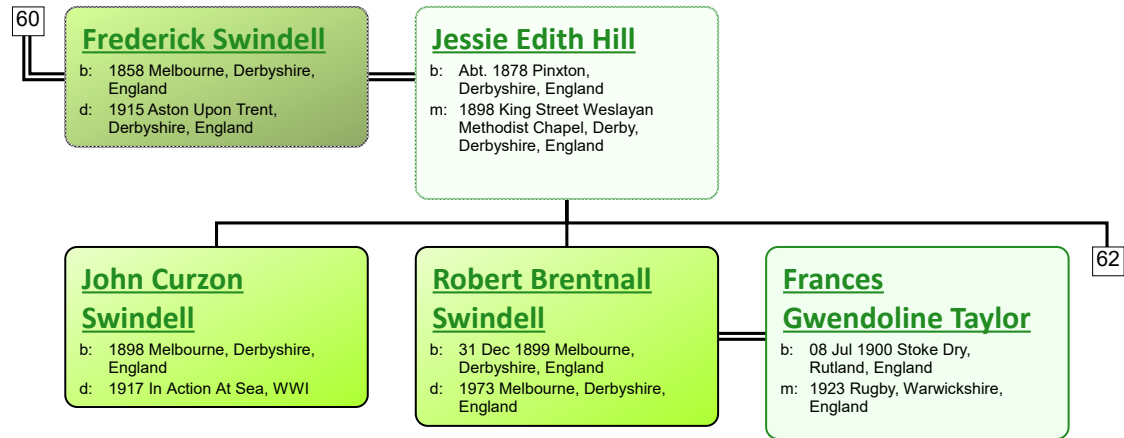 60
Frederick Swindell
b: 1858 Melbourne, Derbyshire,
England
d: 1915 Aston Upon Trent,
Derbyshire, England
Jessie Edith Hill
b: Abt. 1878 Pinxton,
Derbyshire, England
m: 1898 King Street Weslayan
Methodist Chapel, Derby,
Derbyshire, England
John Curzon
Swindell
b: 1898 Melbourne, Derbyshire,
England
d: 1917 In Action At Sea, WWI
Robert Brentnall
Swindell
b: 31 Dec 1899 Melbourne,
Derbyshire, England
d: 1973 Melbourne, Derbyshire,
England
Frances
Gwendoline Taylor
b: 08 Jul 1900 Stoke Dry,
Rutland, England
m: 1923 Rugby, Warwickshire,
England
62